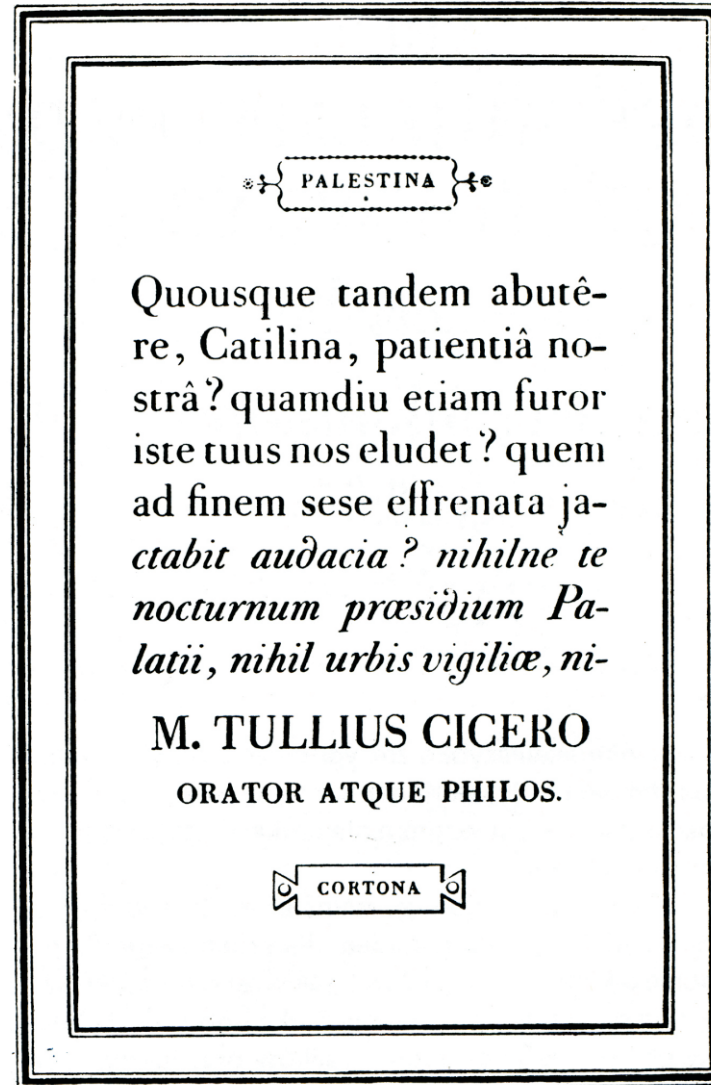 PALESTINA
Quousque tandem abutê-
re, Catilina, patientiâ no-
strâ? quamdiu etiam furor
iste tuus nos eludet? quem
ad finem sese effrenata ja-
ctabit audacia? nihilne te
nocturnum præsidium Pa-
latii, nihil urbis vigiliæ, ni-
M. TULLIUS CICERO
ORATOR ATQUE PHILOS.
CORTONA